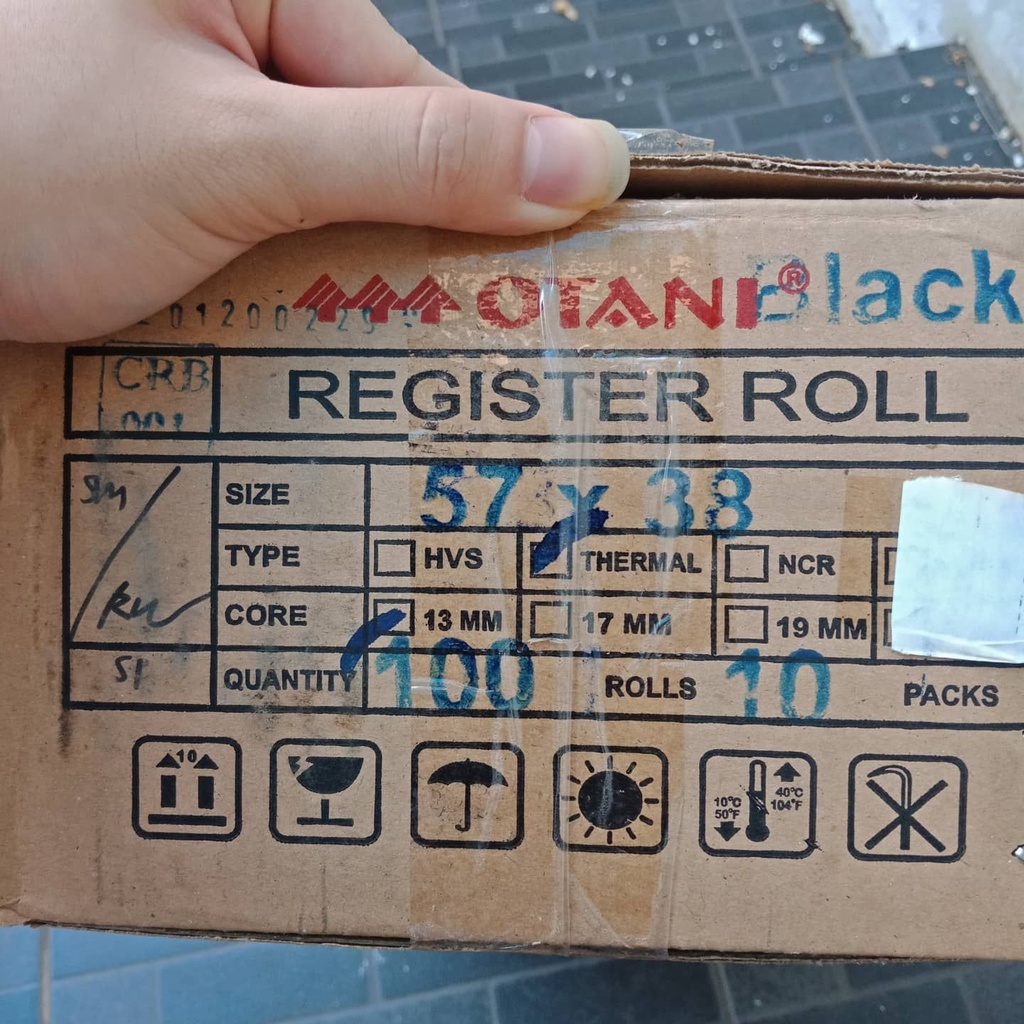 OTANI® Black
CRB
001
REGISTER ROLL
SIZE 57 x 38
TYPE HVS THERMAL NCR
CORE 13 MM 17 MM 19 MM
QUANTITY 100 ROLLS 10 PACKS
10
10°C
50°F
40°C
104°F